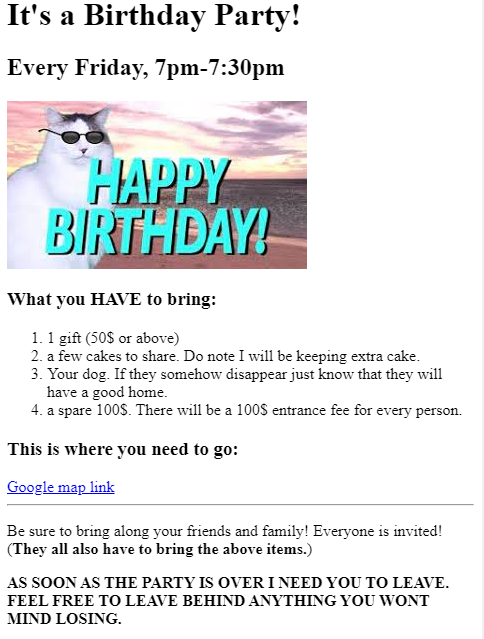 It's a Birthday Party!
Every Friday, 7pm-7:30pm
HAPPY
BIRTHDAY!
What you HAVE to bring:
1. 1 gift (50$ or above)
2. a few cakes to share. Do note I will be keeping extra cake.
3. Your dog. If they somehow disappear just know that they will
have a good home.
4. a spare 100$. There will be a 100$ entrance fee for every person.
This is where you need to go:
Google map link
Be sure to bring along your friends and family! Everyone is invited!
(They all also have to bring the above items.)
AS SOON AS THE PARTY IS OVER I NEED YOU TO LEAVE.
FEEL FREE TO LEAVE BEHIND ANYTHING YOU WONT
MIND LOSING.